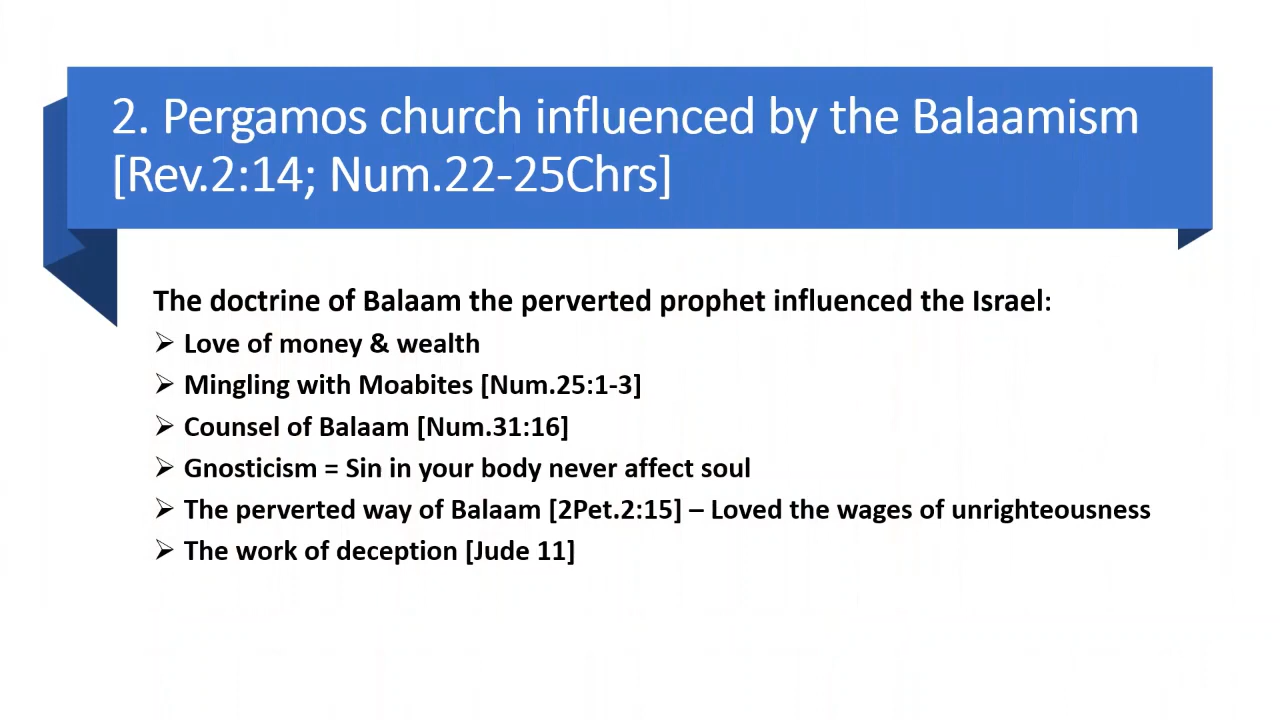 2. Pergamos church influenced by the Balaamism
[Rev.2:14; Num.22-25Chrs]
The doctrine of Balaam the perverted prophet influenced the Israel:
➢ Love of money & wealth
➢ Mingling with Moabites [Num.25:1-3]
➢ Counsel of Balaam [Num.31:16]
➢ Gnosticism = Sin in your body never affect soul
➢ The perverted way of Balaam [2Pet.2:15] – Loved the wages of unrighteousness
➢ The work of deception [Jude 11]